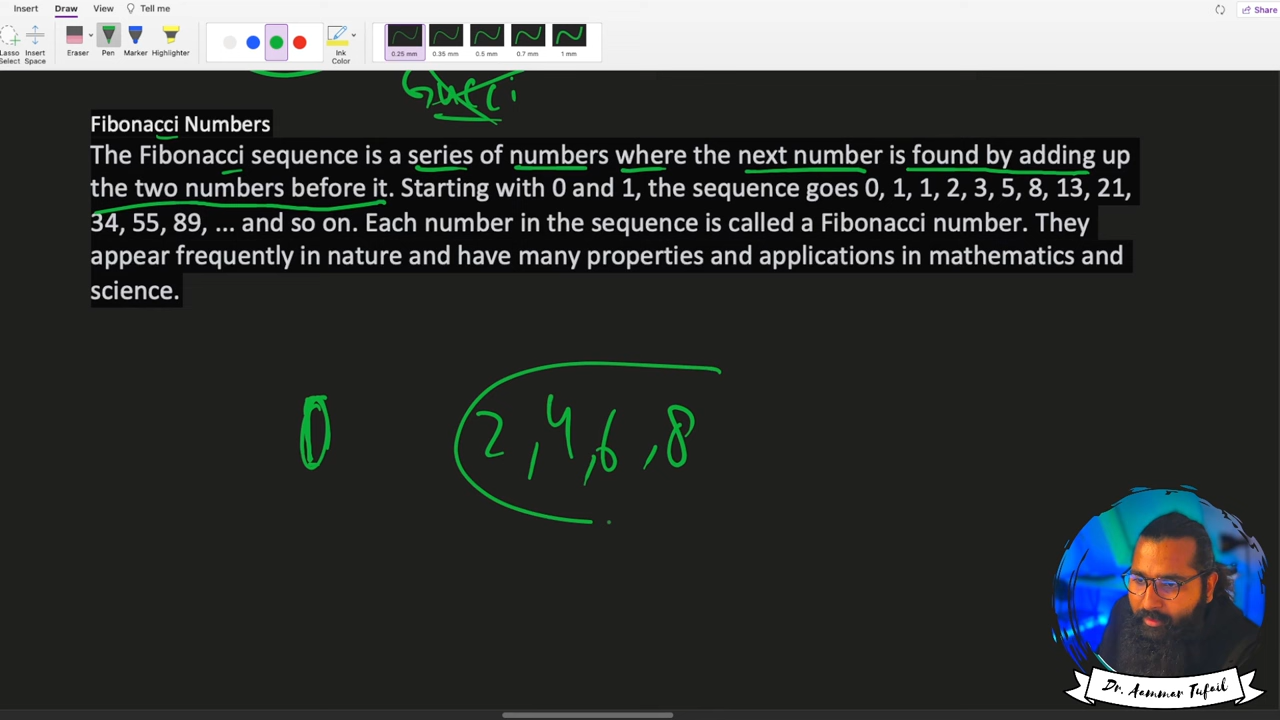 Insert Draw View Tell me Share
Lasso Select
Insert Space
Eraser Pen Marker Highlighter
Ink Color
0.25 mm 0.35 mm 0.5 mm 0.7 mm 1 mm
Fibonacci Numbers
The Fibonacci sequence is a series of numbers where the next number is found by adding up
the two numbers before it. Starting with 0 and 1, the sequence goes 0, 1, 1, 2, 3, 5, 8, 13, 21,
34, 55, 89, ... and so on. Each number in the sequence is called a Fibonacci number. They
appear frequently in nature and have many properties and applications in mathematics and
science.
0 2, 4, 6, 8
Dr. Aammar Tufail